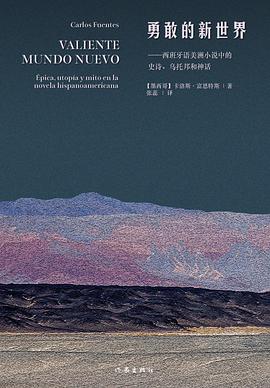 Carlos Fuentes
VALIENTE
MUNDO NUEVO
Épica, utopía y mito en la
novela hispanoamericana
勇敢的新世界
——西班牙语美洲小说中的
史诗、乌托邦和神话
【墨西哥】卡洛斯·富恩特斯｜著
张蕊｜译
作家出版社